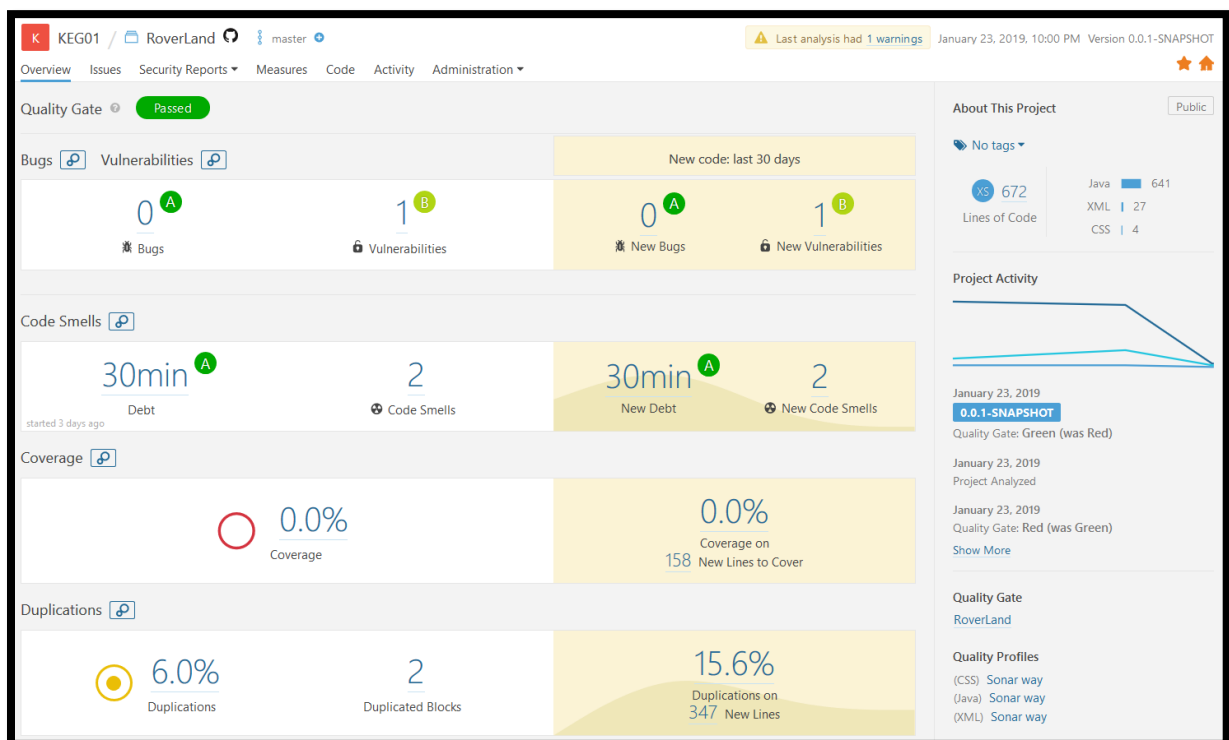 K KEG01 / RoverLand master
Last analysis had 1 warnings January 23, 2019, 10:00 PM Version 0.0.1-SNAPSHOT
Overview Issues Security Reports Measures Code Activity Administration
Quality Gate ? Passed
Bugs Vulnerabilities
New code: last 30 days
0 A
Bugs
1 B
Vulnerabilities
0 A
New Bugs
1 B
New Vulnerabilities
Code Smells
30min A
Debt
started 3 days ago
2
Code Smells
30min A
New Debt
2
New Code Smells
Coverage
0.0%
Coverage
0.0%
Coverage on
158 New Lines to Cover
Duplications
6.0%
Duplications
2
Duplicated Blocks
15.6%
Duplications on
347 New Lines
About This Project Public
No tags
XS 672
Lines of Code
Java 641
XML 27
CSS 4
Project Activity
January 23, 2019
0.0.1-SNAPSHOT
Quality Gate: Green (was Red)
January 23, 2019
Project Analyzed
January 23, 2019
Quality Gate: Red (was Green)
Show More
Quality Gate
RoverLand
Quality Profiles
(CSS) Sonar way
(Java) Sonar way
(XML) Sonar way